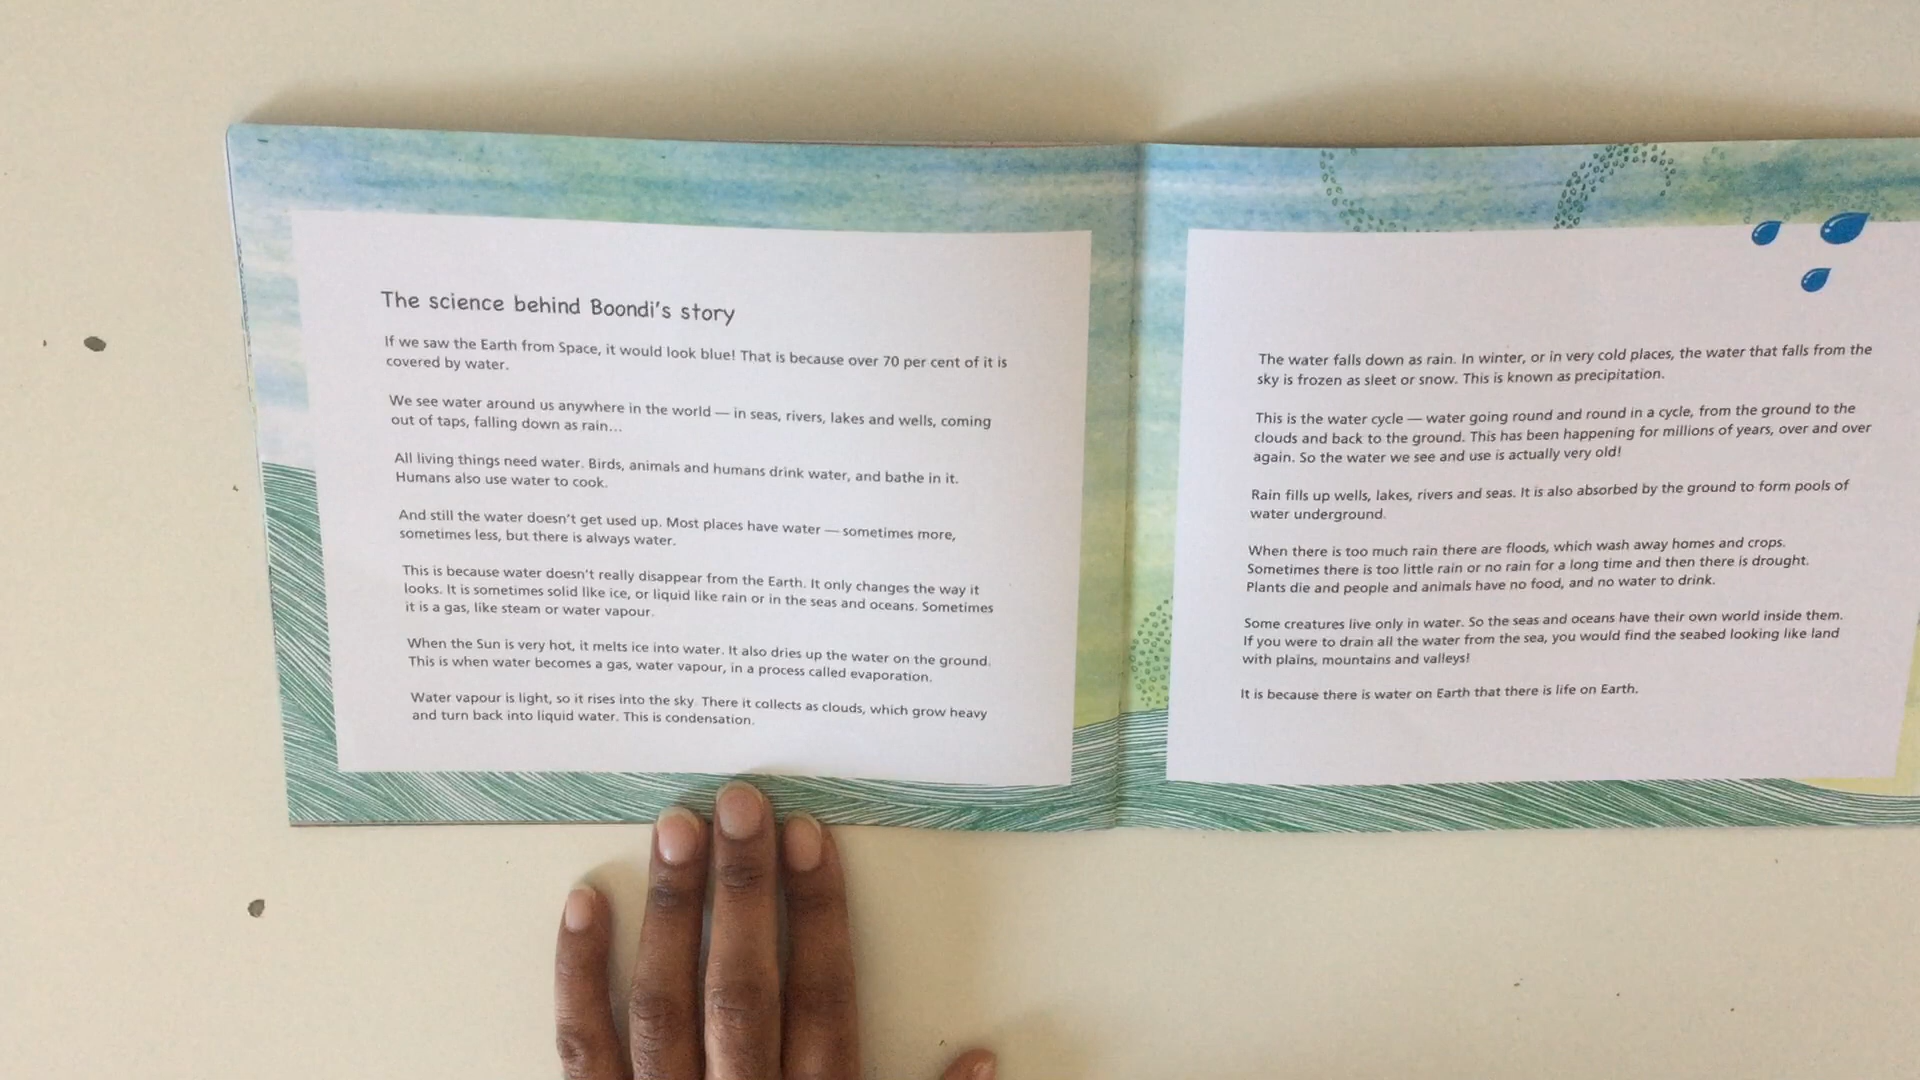 The science behind Boondi's story
If we saw the Earth from Space, it would look blue! That is because over 70 per cent of it is
covered by water.
We see water around us anywhere in the world — in seas, rivers, lakes and wells, coming
out of taps, falling down as rain...
All living things need water. Birds, animals and humans drink water, and bathe in it.
Humans also use water to cook.
And still the water doesn't get used up. Most places have water — sometimes more,
sometimes less, but there is always water.
This is because water doesn't really disappear from the Earth. It only changes the way it
looks. It is sometimes solid like ice, or liquid like rain or in the seas and oceans. Sometimes
it is a gas, like steam or water vapour.
When the Sun is very hot, it melts ice into water. It also dries up the water on the ground.
This is when water becomes a gas, water vapour, in a process called evaporation.
Water vapour is light, so it rises into the sky. There it collects as clouds, which grow heavy
and turn back into liquid water. This is condensation.
The water falls down as rain. In winter, or in very cold places, the water that falls from the
sky is frozen as sleet or snow. This is known as precipitation.
This is the water cycle — water going round and round in a cycle, from the ground to the
clouds and back to the ground. This has been happening for millions of years, over and over
again. So the water we see and use is actually very old!
Rain fills up wells, lakes, rivers and seas. It is also absorbed by the ground to form pools of
water underground.
When there is too much rain there are floods, which wash away homes and crops.
Sometimes there is too little rain or no rain for a long time and then there is drought.
Plants die and people and animals have no food, and no water to drink.
Some creatures live only in water. So the seas and oceans have their own world inside them.
If you were to drain all the water from the sea, you would find the seabed looking like land
with plains, mountains and valleys!
It is because there is water on Earth that there is life on Earth.